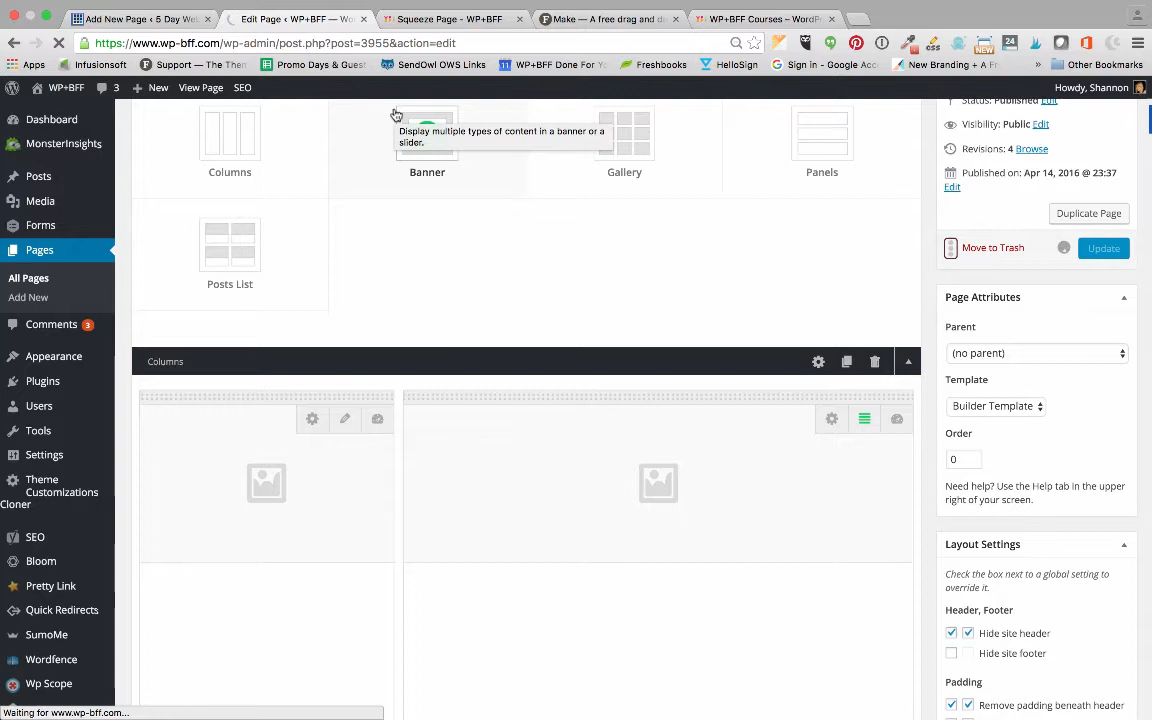 Add New Page ‹ 5 Day Web
Edit Page ‹ WP+BFF — Wor
Squeeze Page - WP+BFF
Make — A free drag and dr
WP+BFF Courses – WordPr
https://www.wp-bff.com/wp-admin/post.php?post=3955&action=edit
Apps
Infusionsoft
Support — The Them
Promo Days & Guest
SendOwl OWS Links
WP+BFF Done For Yo
Freshbooks
HelloSign
Sign in - Google Acc
New Branding + A Fr
»
Other Bookmarks
WP+BFF
3
New
View Page
SEO
Howdy, Shannon
Dashboard
MonsterInsights
Posts
Media
Forms
Pages
All Pages
Add New
Comments 3
Appearance
Plugins
Users
Tools
Settings
Theme
Customizations
Cloner
SEO
Bloom
Pretty Link
Quick Redirects
SumoMe
Wordfence
Wp Scope
Waiting for www.wp-bff.com...
Display multiple types of content in a banner or a
slider.
Columns
Banner
Gallery
Panels
Posts List
Columns
Status: Published Edit
Visibility: Public Edit
Revisions: 4 Browse
Published on: Apr 14, 2016 @ 23:37
Edit
Duplicate Page
Move to Trash
Update
Page Attributes
Parent
(no parent)
Template
Builder Template
Order
0
Need help? Use the Help tab in the upper
right of your screen.
Layout Settings
Check the box next to a global setting to
override it.
Header, Footer
Hide site header
Hide site footer
Padding
Remove padding beneath header